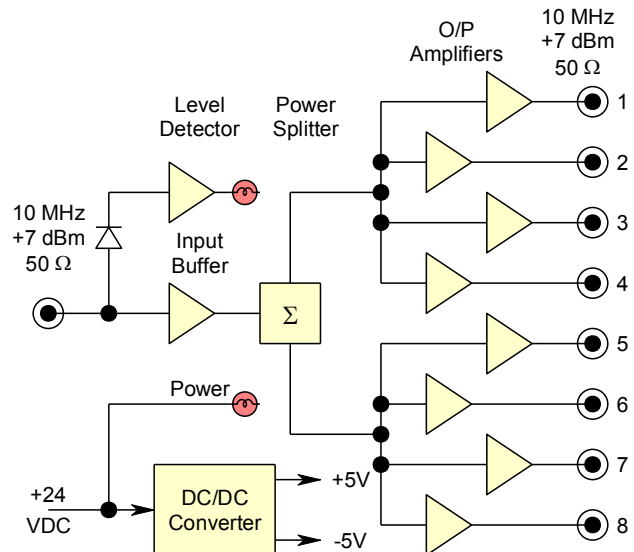 10 MHz
+7 dBm
50 Ω
O/P
Amplifiers
Level
Detector
Power
Splitter
10 MHz
+7 dBm
50 Ω
Input
Buffer
Σ
1
2
3
4
5
6
7
8
Power
+24
VDC
DC/DC
Converter
+5V
-5V